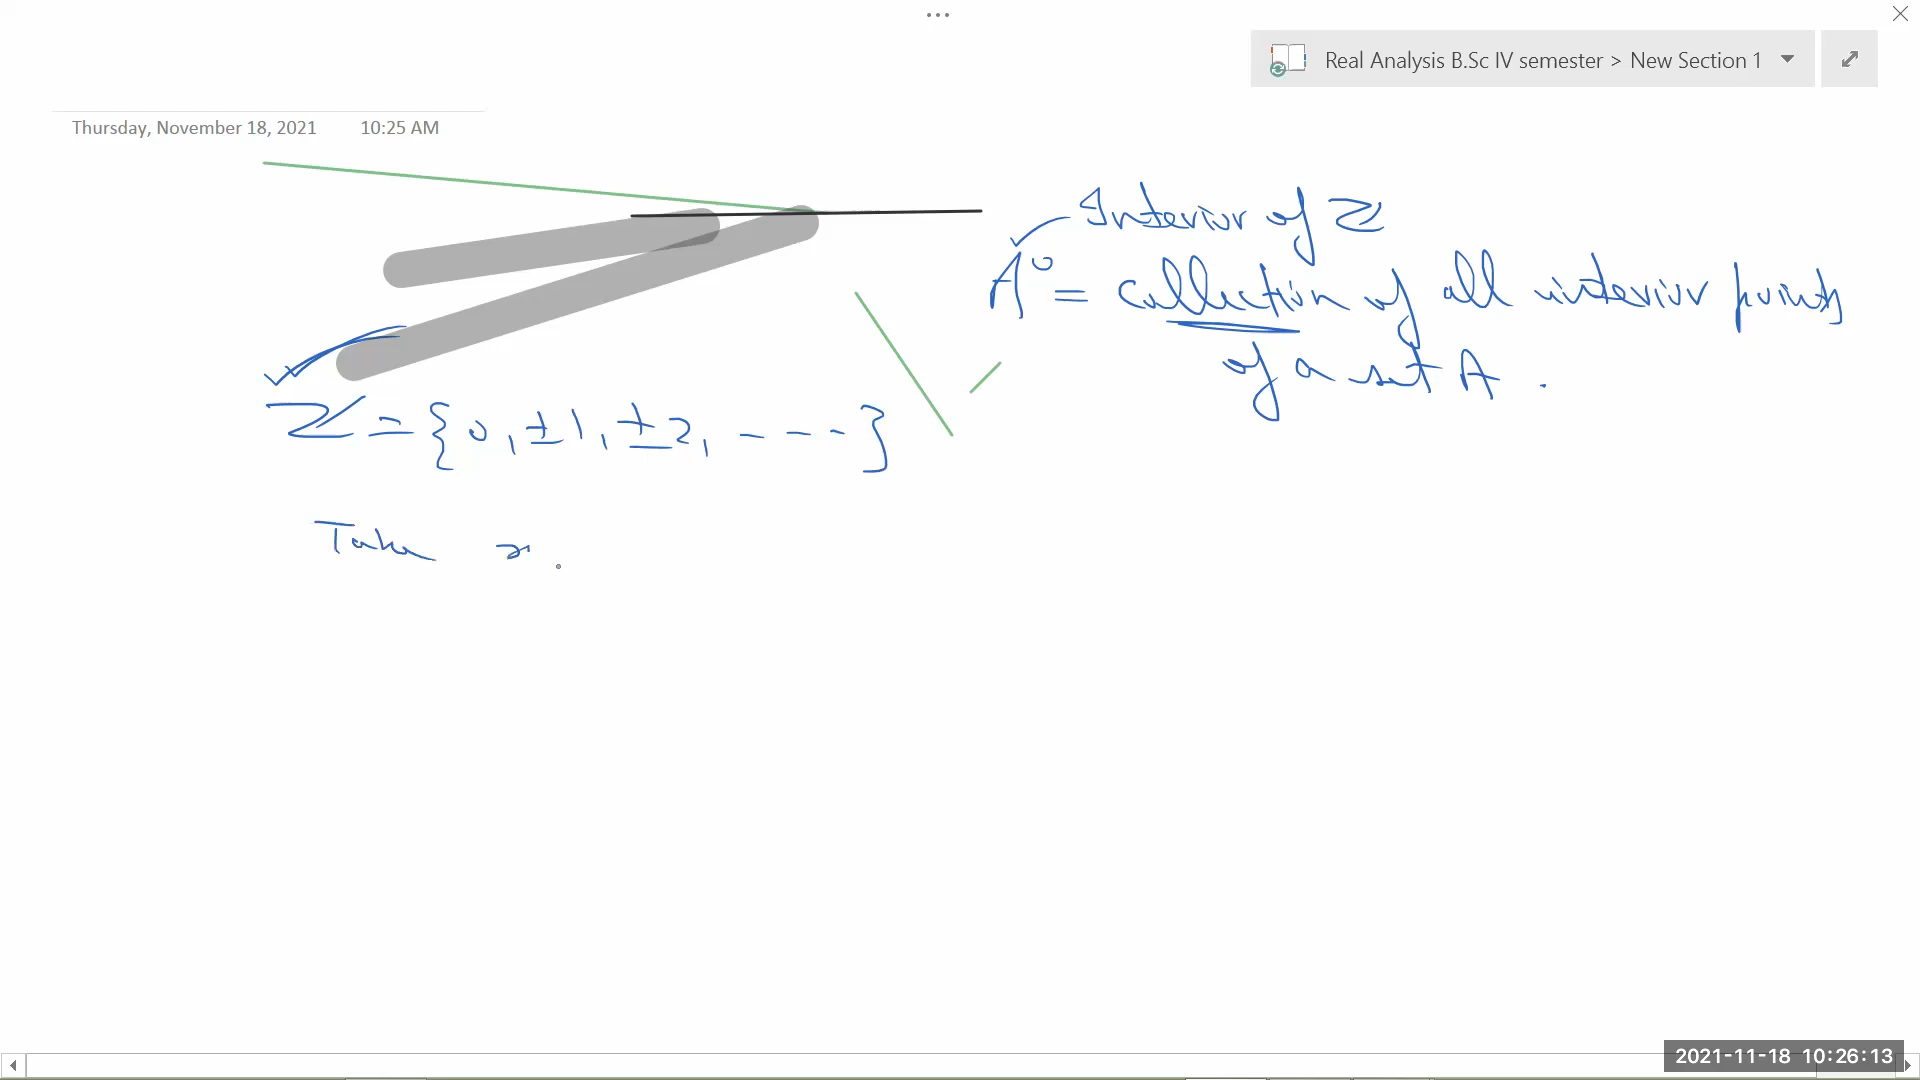 ...
Real Analysis B.Sc IV semester > New Section 1
Thursday, November 18, 2021 10:25 AM
Interior of ℤ
A⁰ = collection of all interior points
of a set A .
ℤ = {0, ±1, ±2, ----}
Take x
2021-11-18 10:26:13